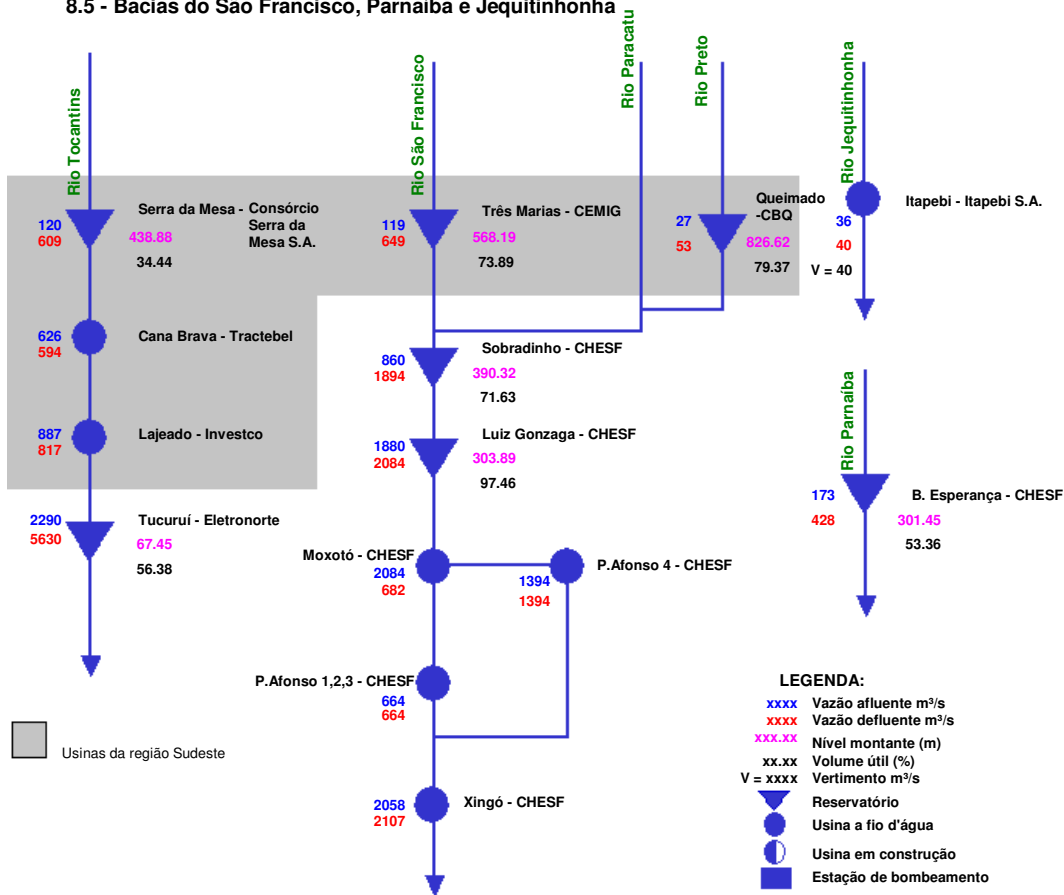 8.5 - Bacias do São Francisco, Parnaíba e Jequitinhonha
Rio Tocantins
Rio São Francisco
Rio Paracatu
Rio Preto
Rio Jequitinhonha
120
609
Serra da Mesa - Consórcio
Serra da
Mesa S.A.
438.88
34.44
119
649
Três Marias - CEMIG
568.19
73.89
27
53
Queimado
-CBQ
826.62
79.37
36
40
V = 40
Itapebi - Itapebi S.A.
626
594
Cana Brava - Tractebel
860
1894
Sobradinho - CHESF
390.32
71.63
887
817
Lajeado - Investco
1880
2084
Luiz Gonzaga - CHESF
303.89
97.46
Rio Parnaíba
173
428
B. Esperança - CHESF
301.45
53.36
2290
5630
Tucuruí - Eletronorte
67.45
56.38
Moxotó - CHESF
2084
682
1394
1394
P.Afonso 4 - CHESF
P.Afonso 1,2,3 - CHESF
664
664
Usinas da região Sudeste
2058
2107
Xingó - CHESF
LEGENDA:
xxxx Vazão afluente m³/s
xxxx Vazão defluente m³/s
xxx.xx Nível montante (m)
xx.xx Volume útil (%)
V = xxxx Vertimento m³/s
Reservatório
Usina a fio d'água
Usina em construção
Estação de bombeamento